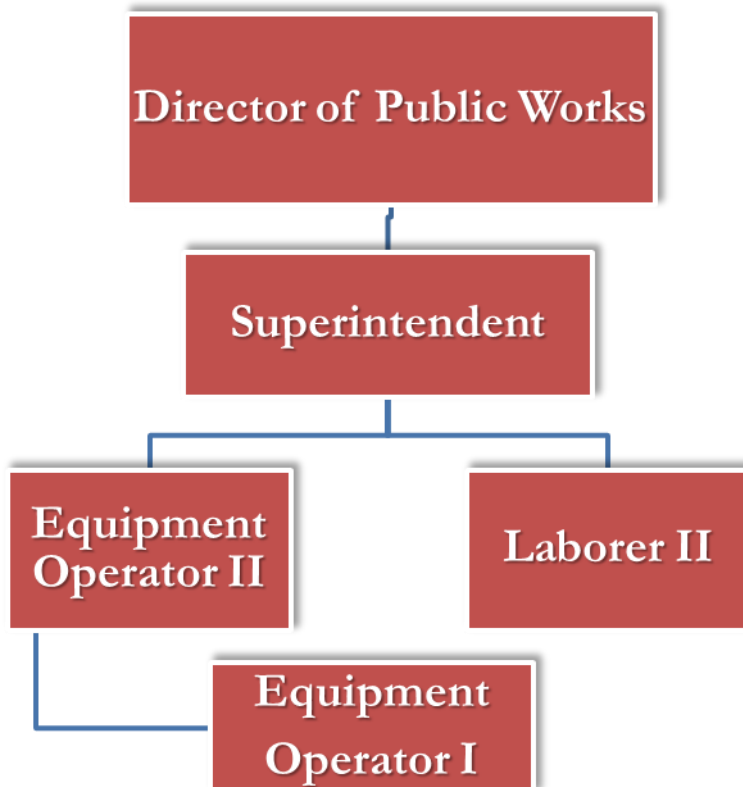 Director of Public Works
Superintendent
Equipment
Operator II
Laborer II
Equipment
Operator I